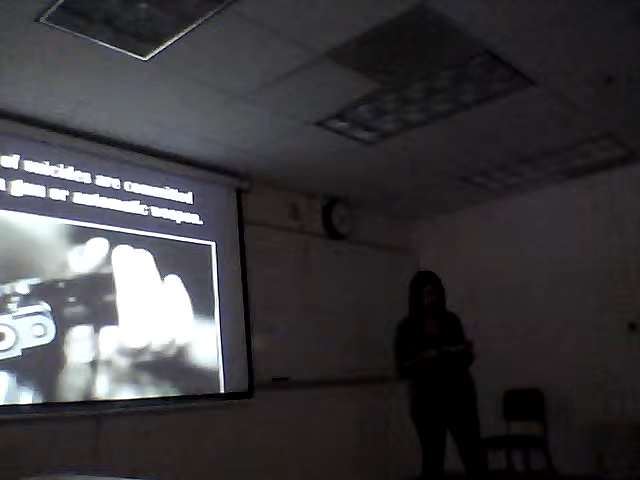 of suicides are committed
gun or automatic weapon.